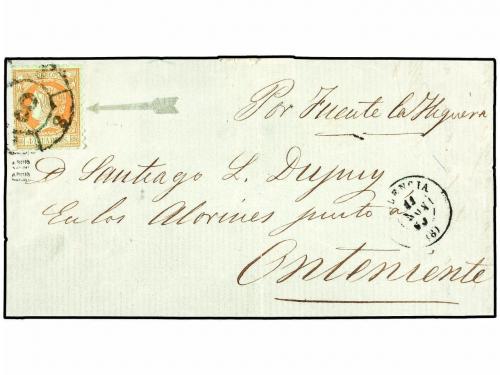 Por Fuente la Higuera
D Santiago L. Dupuy
En los Alorines junto a
Onteniente